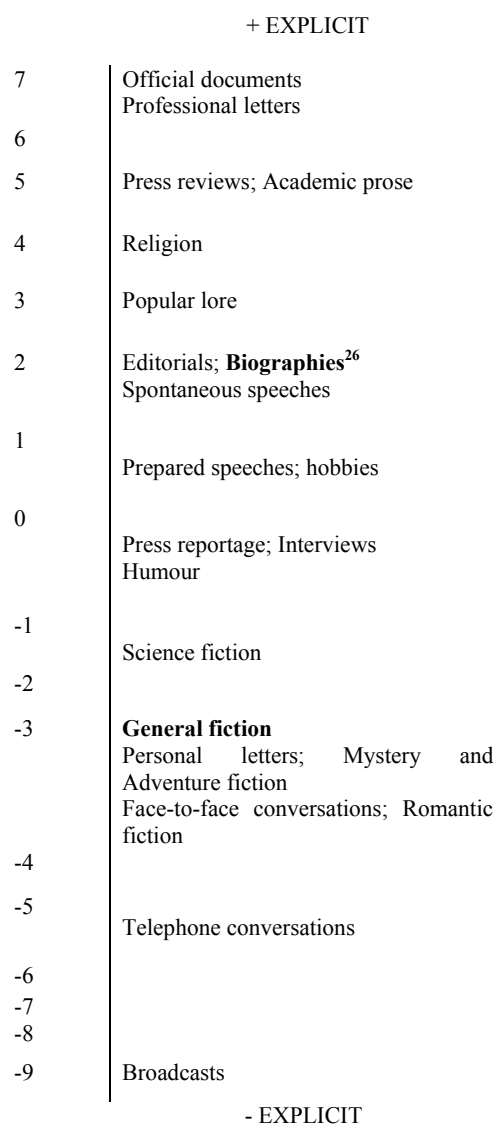 + EXPLICIT
7 Official documents
Professional letters
6
5 Press reviews; Academic prose
4 Religion
3 Popular lore
2 Editorials; Biographies26
Spontaneous speeches
1
Prepared speeches; hobbies
0
Press reportage; Interviews
Humour
-1
Science fiction
-2
-3 General fiction
Personal letters; Mystery and
Adventure fiction
Face-to-face conversations; Romantic
fiction
-4
-5
Telephone conversations
-6
-7
-8
-9 Broadcasts
- EXPLICIT